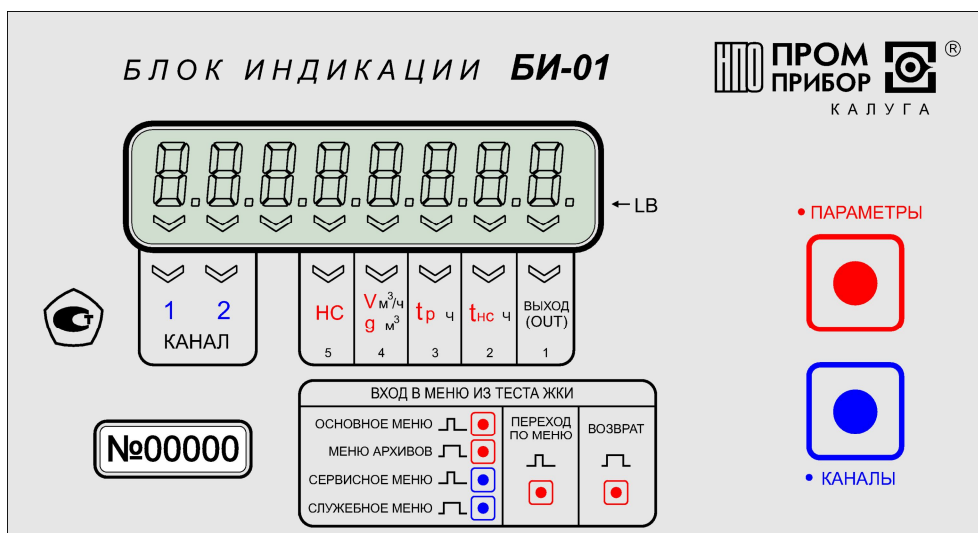 БЛОК ИНДИКАЦИИ БИ-01
НПО ПРОМ
ПРИБОР ®
КАЛУГА
8.8.8.8.8.8.8.8.
←LB
• ПАРАМЕТРЫ
1 2
КАНАЛ
НС
5
V м³/ч
g м³
4
tр ч
3
tнс ч
2
ВЫХОД
(OUT)
1
С т
№00000
ВХОД В МЕНЮ ИЗ ТЕСТА ЖКИ
ОСНОВНОЕ МЕНЮ
МЕНЮ АРХИВОВ
СЕРВИСНОЕ МЕНЮ
СЛУЖЕБНОЕ МЕНЮ
ПЕРЕХОД
ПО МЕНЮ
ВОЗВРАТ
• КАНАЛЫ